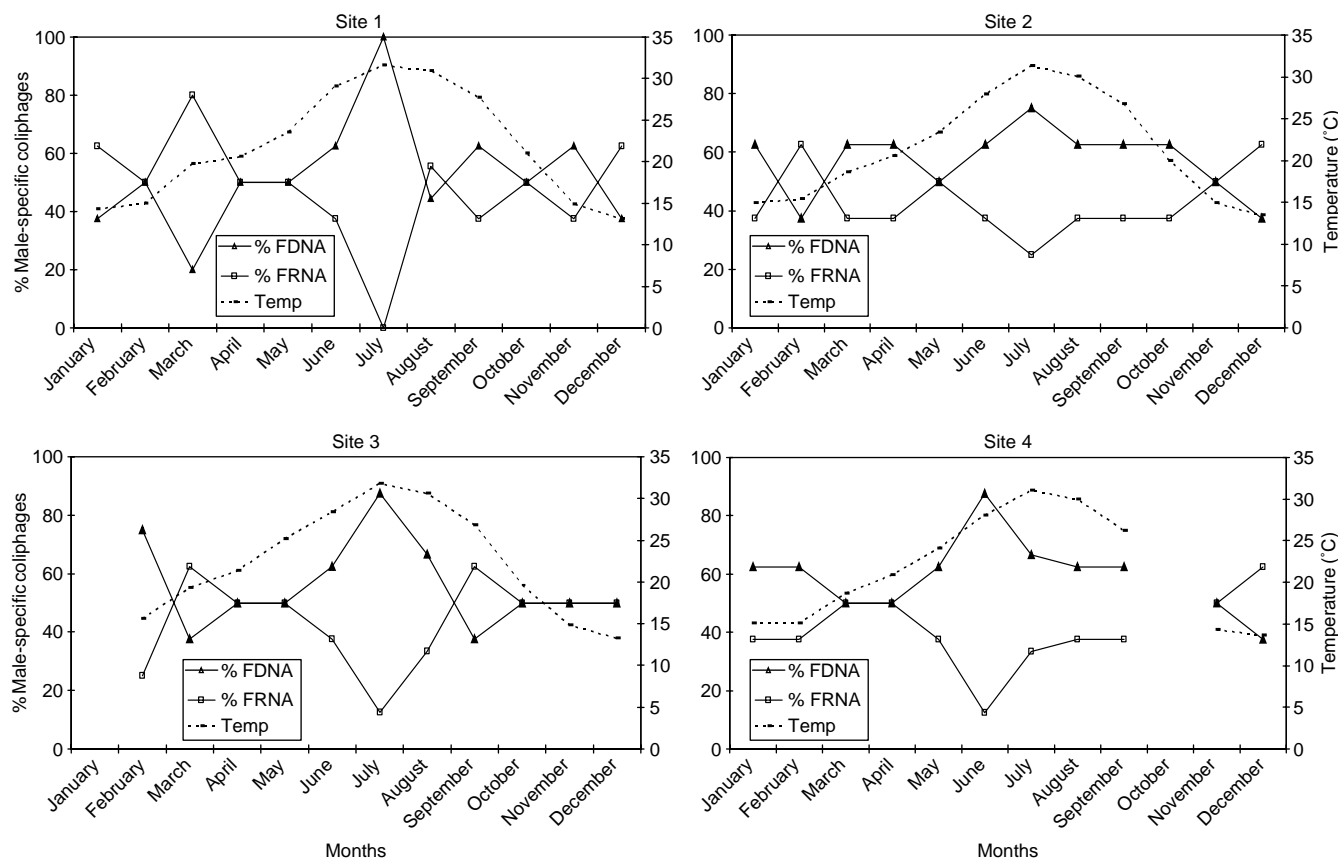 Site 1
% Male-specific coliphages
100
80
60
40
20
0
35
30
25
20
15
10
5
0
% FDNA
% FRNA
Temp
January
February
March
April
May
June
July
August
September
October
November
December
Site 2
100
80
60
40
20
0
35
30
25
20
15
10
5
0
Temperature (˚C)
% FDNA
% FRNA
Temp
January
February
March
April
May
June
July
August
September
October
November
December
Site 3
% Male-specific coliphages
100
80
60
40
20
0
35
30
25
20
15
10
5
0
% FDNA
% FRNA
Temp
January
February
March
April
May
June
July
August
September
October
November
December
Months
Site 4
100
80
60
40
20
0
35
30
25
20
15
10
5
0
Temperature (˚C)
% FDNA
% FRNA
Temp
January
February
March
April
May
June
July
August
September
October
November
December
Months